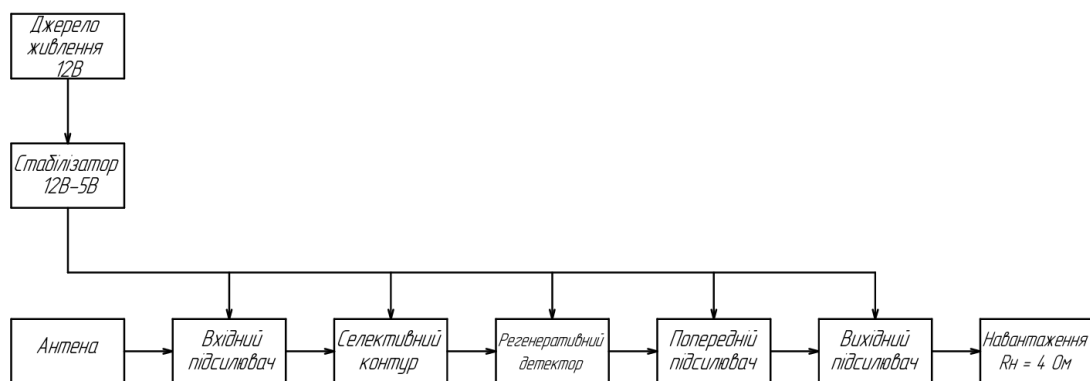 Джерело
живлення
12В
Стабілізатор
12В-5В
Антена
Вхідний
підсилювач
Селективний
контур
Регенеративний
детектор
Попередній
підсилювач
Вихідний
підсилювач
Навантаження
Rн = 4 Ом